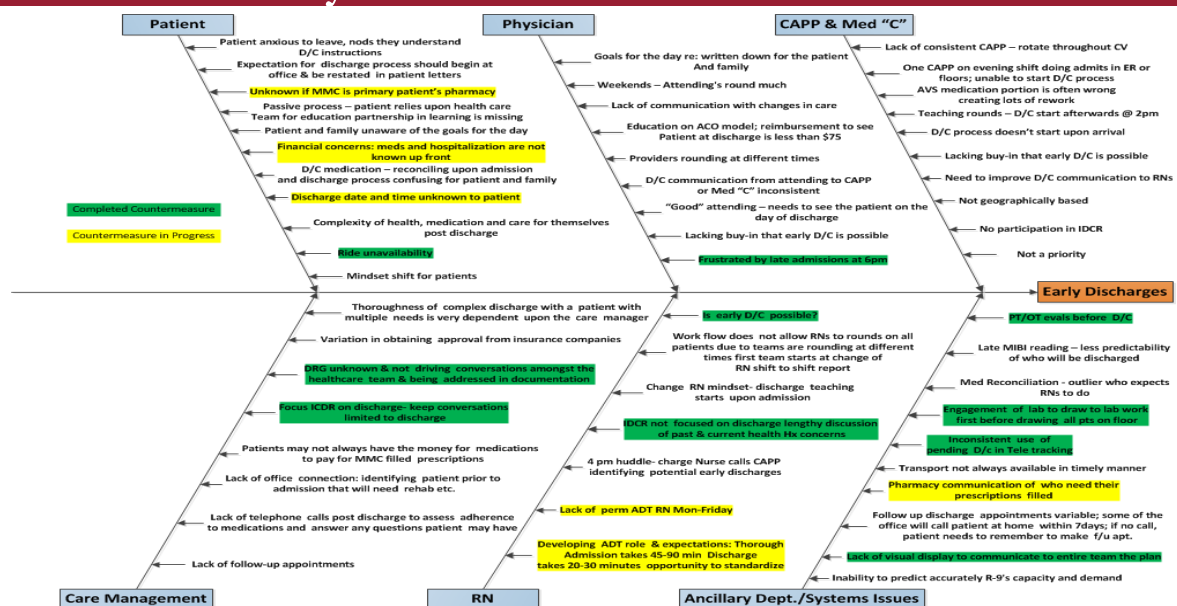 Patient
Patient anxious to leave, nods they understand
D/C instructions
Expectation for discharge process should begin at
office & be restated in patient letters
Unknown if MMC is primary patient's pharmacy
Passive process – patient relies upon health care
Team for education partnership in learning is missing
Patient and family unaware of the goals for the day
Financial concerns: meds and hospitalization are not
known up front
D/C medication – reconciling upon admission
and discharge process confusing for patient and family
Discharge date and time unknown to patient
Complexity of health, medication and care for themselves
post discharge
Ride unavailability
Mindset shift for patients
Completed Countermeasure
Countermeasure in Progress
Physician
Goals for the day re: written down for the patient
And family
Weekends – Attending's round much
Lack of communication with changes in care
Education on ACO model; reimbursement to see
Patient at discharge is less than $75
Providers rounding at different times
D/C communication from attending to CAPP
or Med "C" inconsistent
"Good" attending – needs to see the patient on the
day of discharge
Lacking buy-in that early D/C is possible
Frustrated by late admissions at 6pm
CAPP & Med "C"
Lack of consistent CAPP – rotate throughout CV
One CAPP on evening shift doing admits in ER or
floors; unable to start D/C process
AVS medication portion is often wrong
creating lots of rework
Teaching rounds – D/C start afterwards @ 2pm
D/C process doesn't start upon arrival
Lacking buy-in that early D/C is possible
Need to improve D/C communication to RNs
Not geographically based
No participation in IDCR
Not a priority
Early Discharges
Thoroughness of complex discharge with a patient with
multiple needs is very dependent upon the care manager
Variation in obtaining approval from insurance companies
DRG unknown & not driving conversations amongst the
healthcare team & being addressed in documentation
Focus ICDR on discharge- keep conversations
limited to discharge
Patients may not always have the money for medications
to pay for MMC filled prescriptions
Lack of office connection: identifying patient prior to
admission that will need rehab etc.
Lack of telephone calls post discharge to assess adherence
to medications and answer any questions patient may have
Lack of follow-up appointments
Care Management
Is early D/C possible?
Work flow does not allow RNs to rounds on all
patients due to teams are rounding at different
times first team starts at change of
RN shift to shift report
Change RN mindset- discharge teaching
starts upon admission
IDCR not focused on discharge lengthy discussion
of past & current health Hx concerns
4 pm huddle- charge Nurse calls CAPP
identifying potential early discharges
Lack of perm ADT RN Mon-Friday
Developing ADT role & expectations: Thorough
Admission takes 45-90 min Discharge
takes 20-30 minutes opportunity to standardize
RN
PT/OT evals before D/C
Late MIBI reading – less predictability
of who will be discharged
Med Reconciliation - outlier who expects
RNs to do
Engagement of lab to draw to lab work
first before drawing all pts on floor
Inconsistent use of
pending D/c in Tele tracking
Transport not always available in timely manner
Pharmacy communication of who need their
prescriptions filled
Follow up discharge appointments variable; some of the
office will call patient at home within 7days; if no call,
patient needs to remember to make f/u apt.
Lack of visual display to communicate to entire team the plan
Inability to predict accurately R-9's capacity and demand
Ancillary Dept./Systems Issues